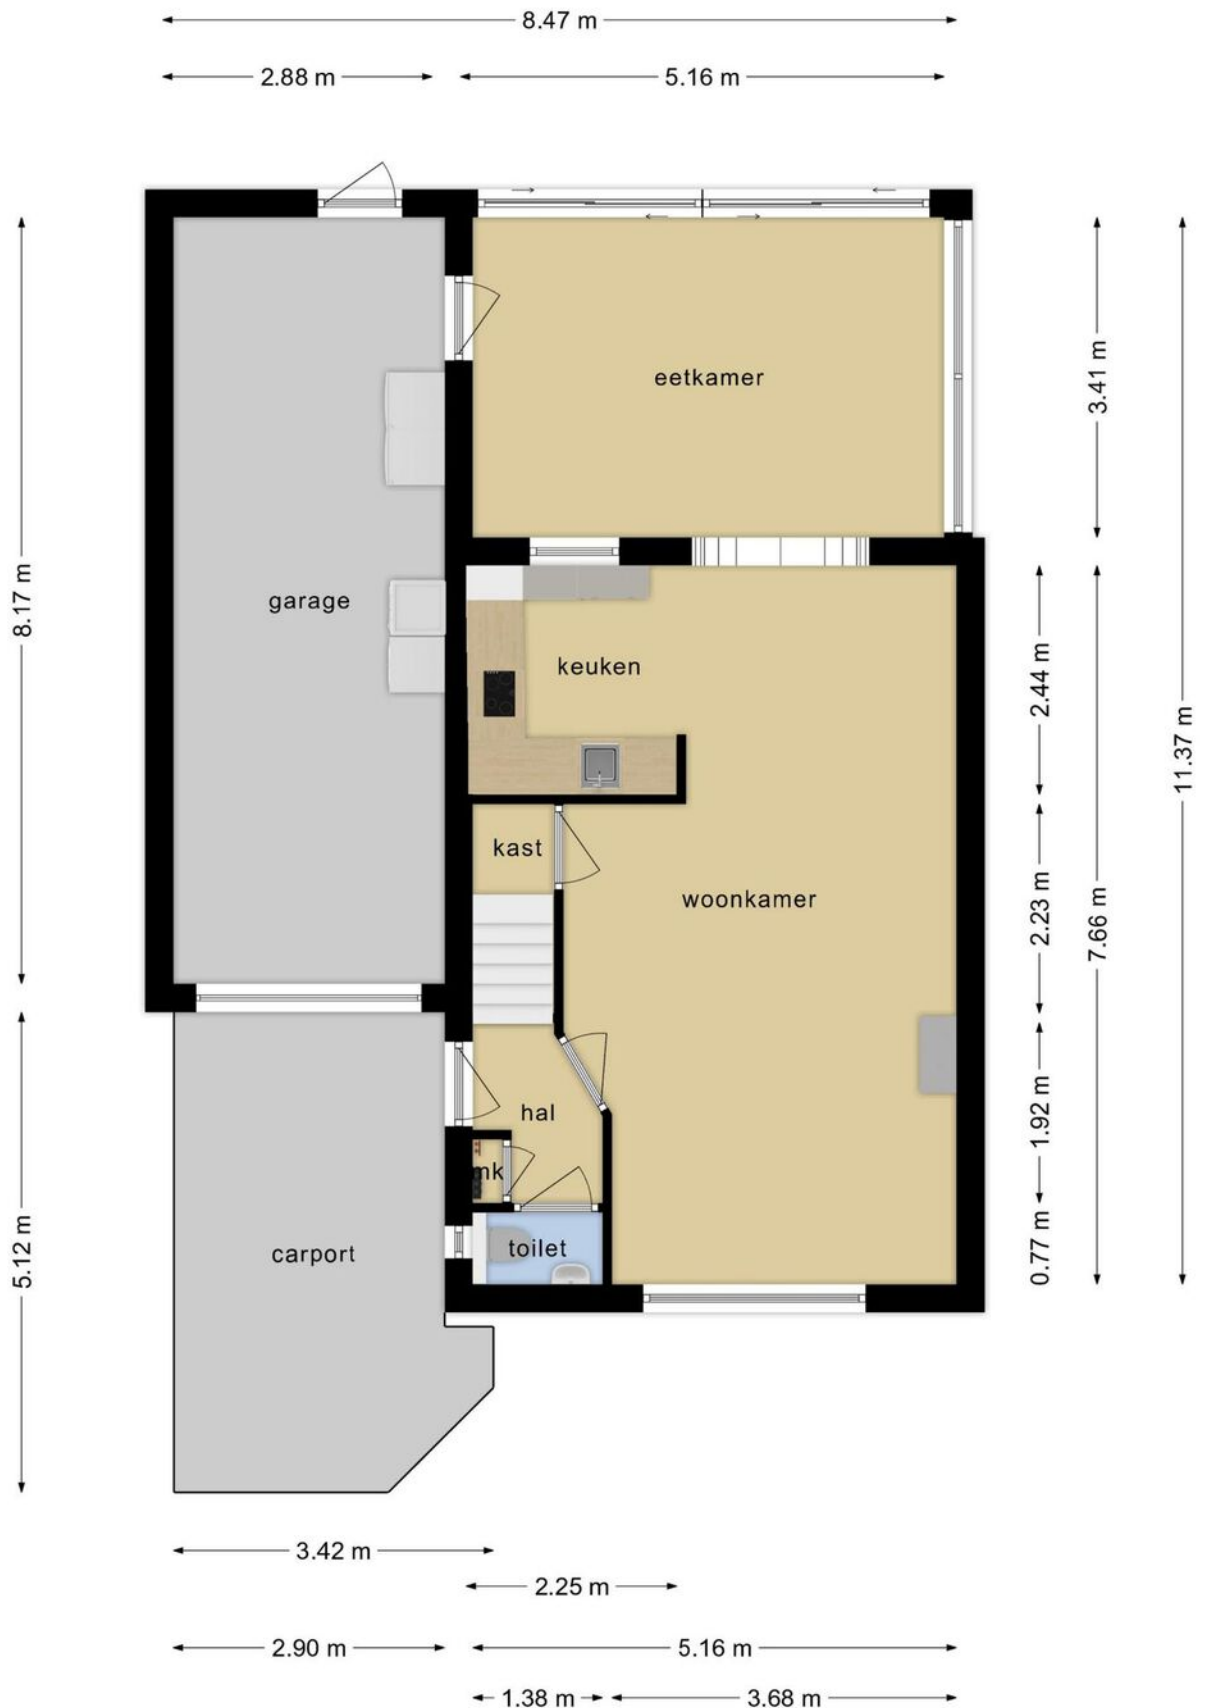 8.47 m
2.88 m
5.16 m
eetkamer
3.41 m
8.17 m
garage
keuken
2.44 m
11.37 m
kast
woonkamer
2.23 m
7.66 m
hal
1.92 m
mk
toilet
0.77 m
carport
5.12 m
3.42 m
2.25 m
2.90 m
5.16 m
1.38 m
3.68 m